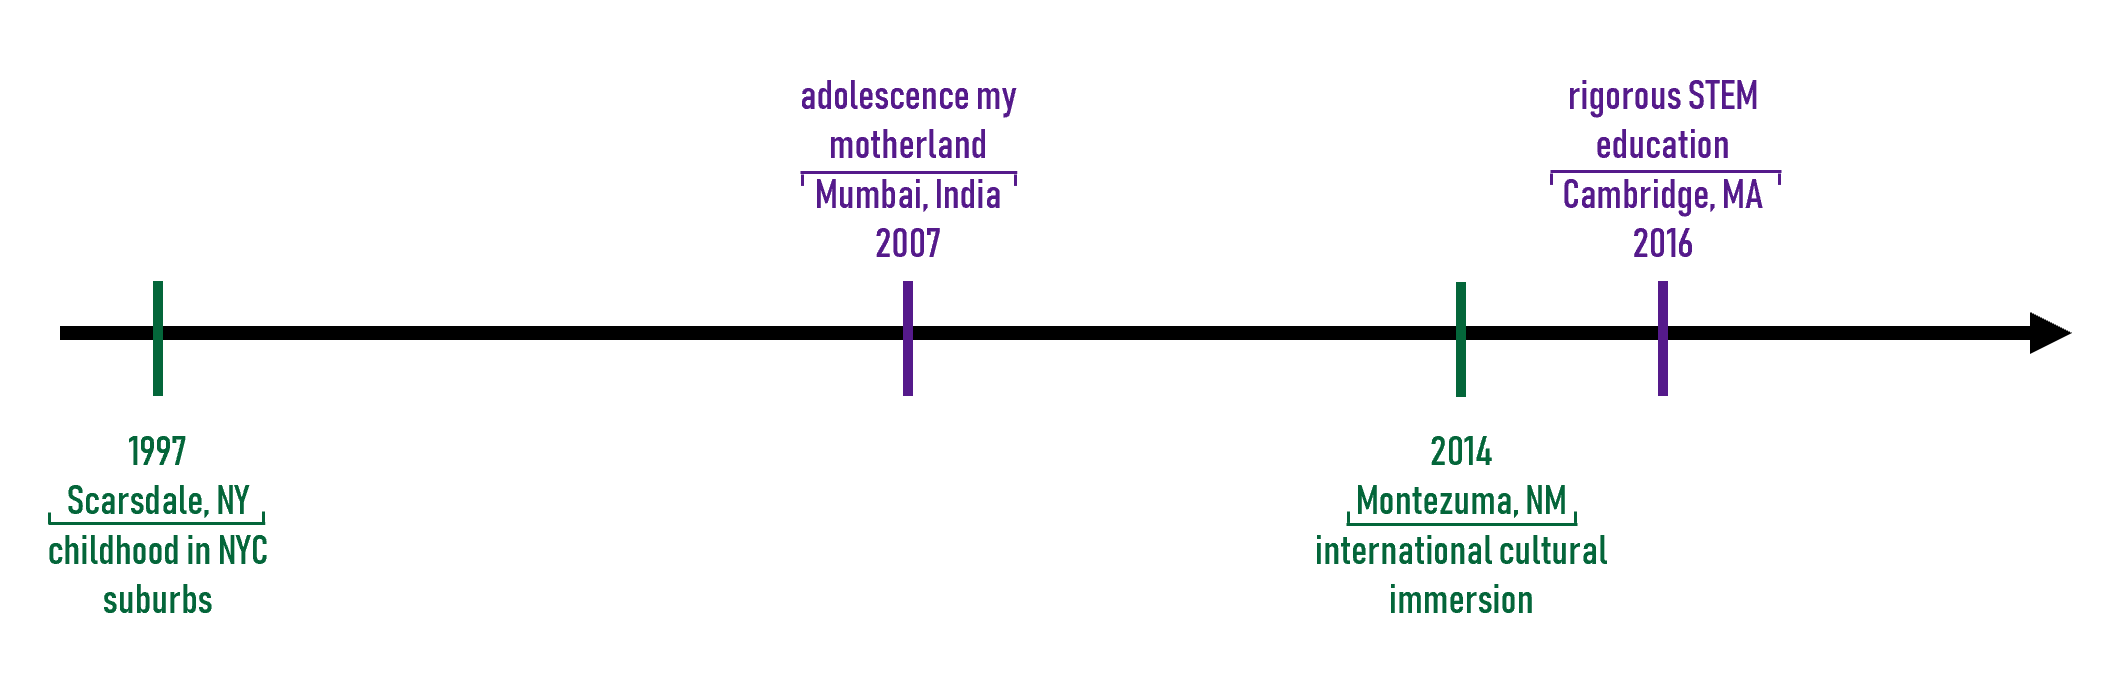 1997
Scarsdale, NY
childhood in NYC
suburbs
adolescence my
motherland
Mumbai, India
2007
2014
Montezuma, NM
international cultural
immersion
rigorous STEM
education
Cambridge, MA
2016